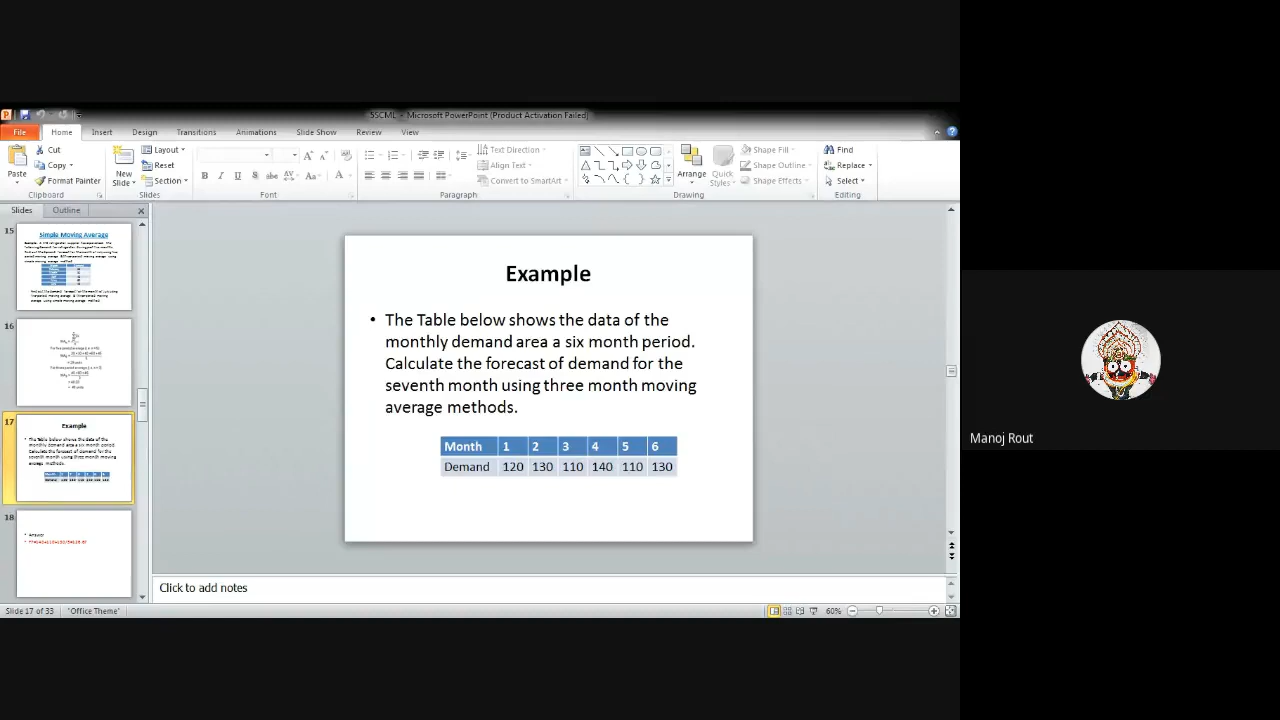 5SCML - Microsoft PowerPoint (Product Activation Failed)
File Home Insert Design Transitions Animations Slide Show Review View
Paste
Cut
Copy
Format Painter
Clipboard
New
Slide
Layout
Reset
Section
Slides
Font
Text Direction
Align Text
Convert to SmartArt
Paragraph
Arrange
Quick
Styles
Shape Fill
Shape Outline
Shape Effects
Drawing
Find
Replace
Select
Editing
Slides Outline
15
Simple Moving Average
16
17
Example
18
Answer
Example
• The Table below shows the data of the
monthly demand area a six month period.
Calculate the forecast of demand for the
seventh month using three month moving
average methods.
Month 1 2 3 4 5 6
Demand 120 130 110 140 110 130
Click to add notes
Slide 17 of 33 "Office Theme" 60%
Manoj Rout